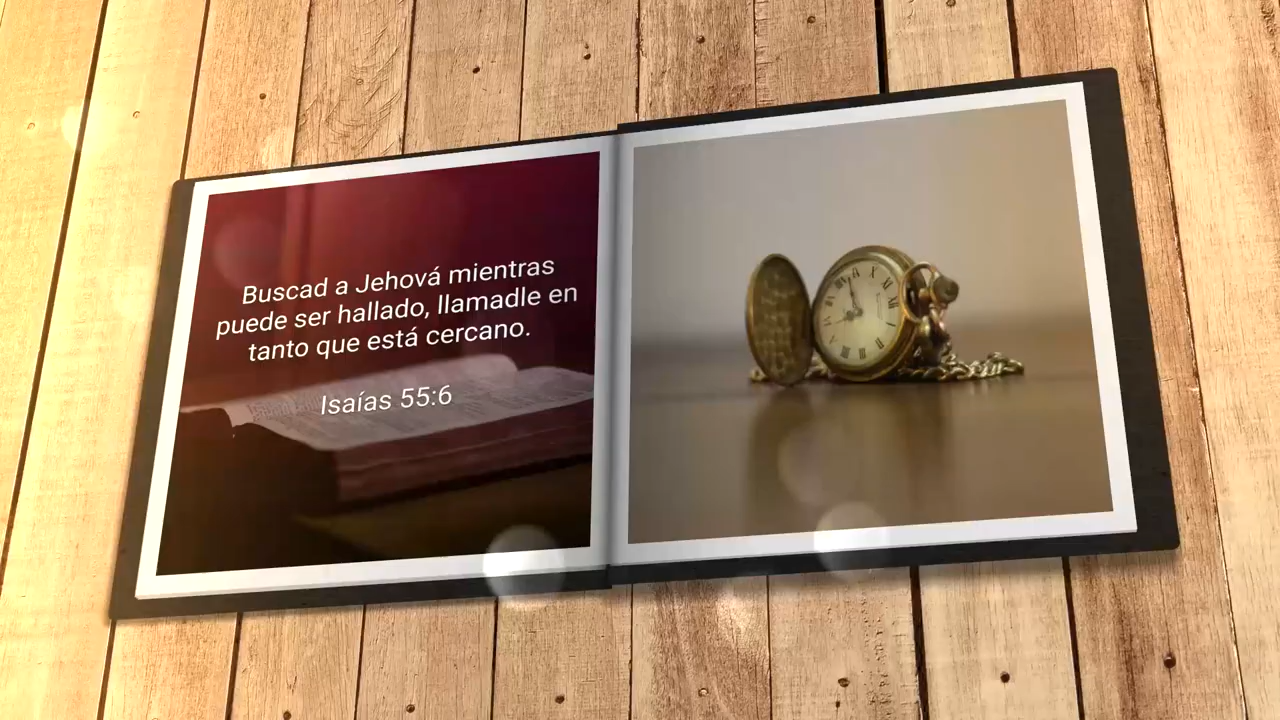 Buscad a Jehová mientras
puede ser hallado, llamadle en
tanto que está cercano.
Isaías 55:6